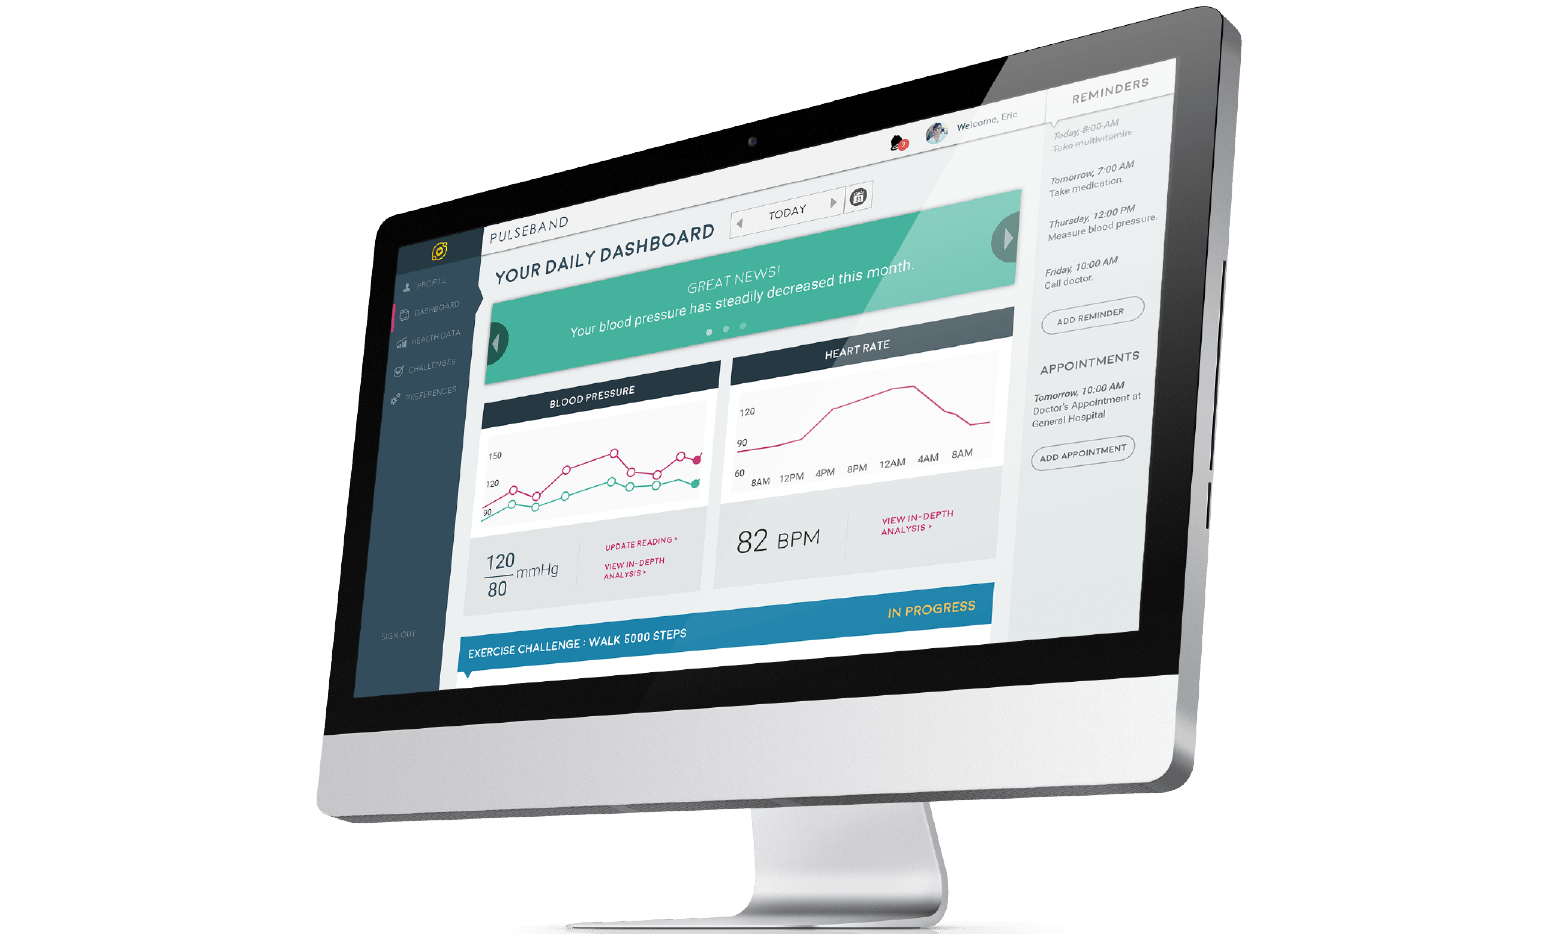 PULSEBAND
2
Welcome, Eric
PROFILE
DASHBOARD
HEALTH DATA
CHALLENGES
PREFERENCES
SIGN OUT
YOUR DAILY DASHBOARD
TODAY
31
GREAT NEWS!
Your blood pressure has steadily decreased this month.
BLOOD PRESSURE
150
120
90
120
80
mmHg
UPDATE READING >
VIEW IN-DEPTH
ANALYSIS >
HEART RATE
120
90
60
8AM 12PM 4PM 8PM 12AM 4AM 8AM
82 BPM
VIEW IN-DEPTH
ANALYSIS >
EXERCISE CHALLENGE : WALK 5000 STEPS
IN PROGRESS
REMINDERS
Today, 8:00 AM
Take multivitamin.
Tomorrow, 7:00 AM
Take medication.
Thursday, 12:00 PM
Measure blood pressure.
Friday, 10:00 AM
Call doctor.
ADD REMINDER
APPOINTMENTS
Tomorrow, 10:00 AM
Doctor's Appointment at
General Hospital
ADD APPOINTMENT